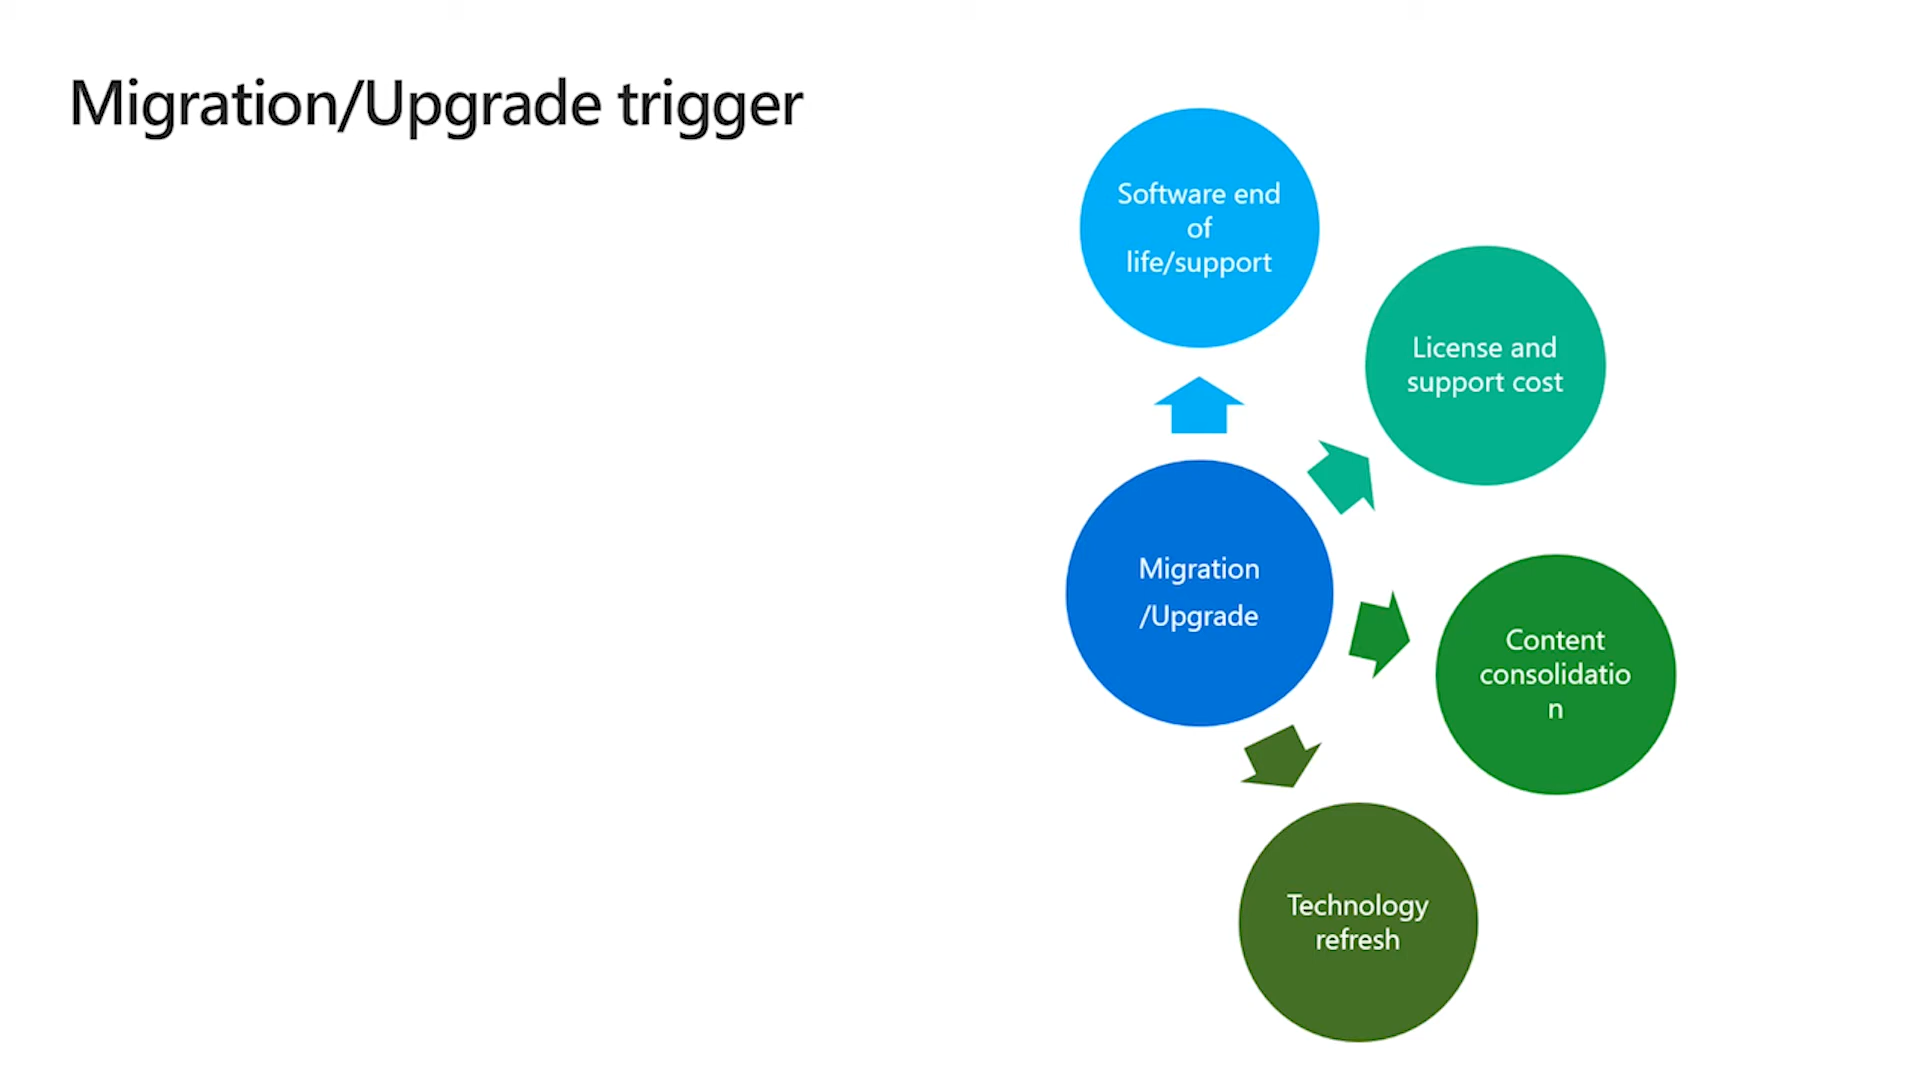 Migration/Upgrade trigger
Software end
of
life/support
License and
support cost
Migration
/Upgrade
Content
consolidatio
n
Technology
refresh